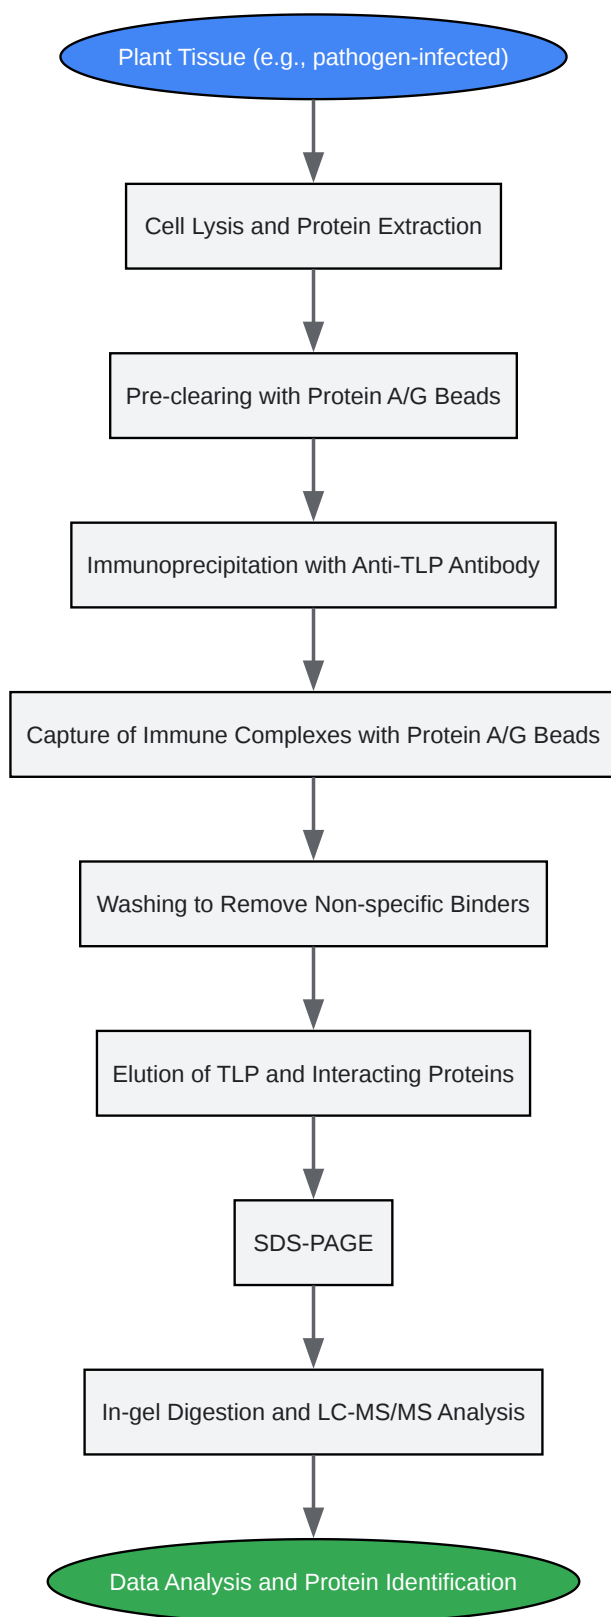 Plant Tissue (e.g., pathogen-infected)
Cell Lysis and Protein Extraction
Pre-clearing with Protein A/G Beads
Immunoprecipitation with Anti-TLP Antibody
Capture of Immune Complexes with Protein A/G Beads
Washing to Remove Non-specific Binders
Elution of TLP and Interacting Proteins
SDS-PAGE
In-gel Digestion and LC-MS/MS Analysis
Data Analysis and Protein Identification